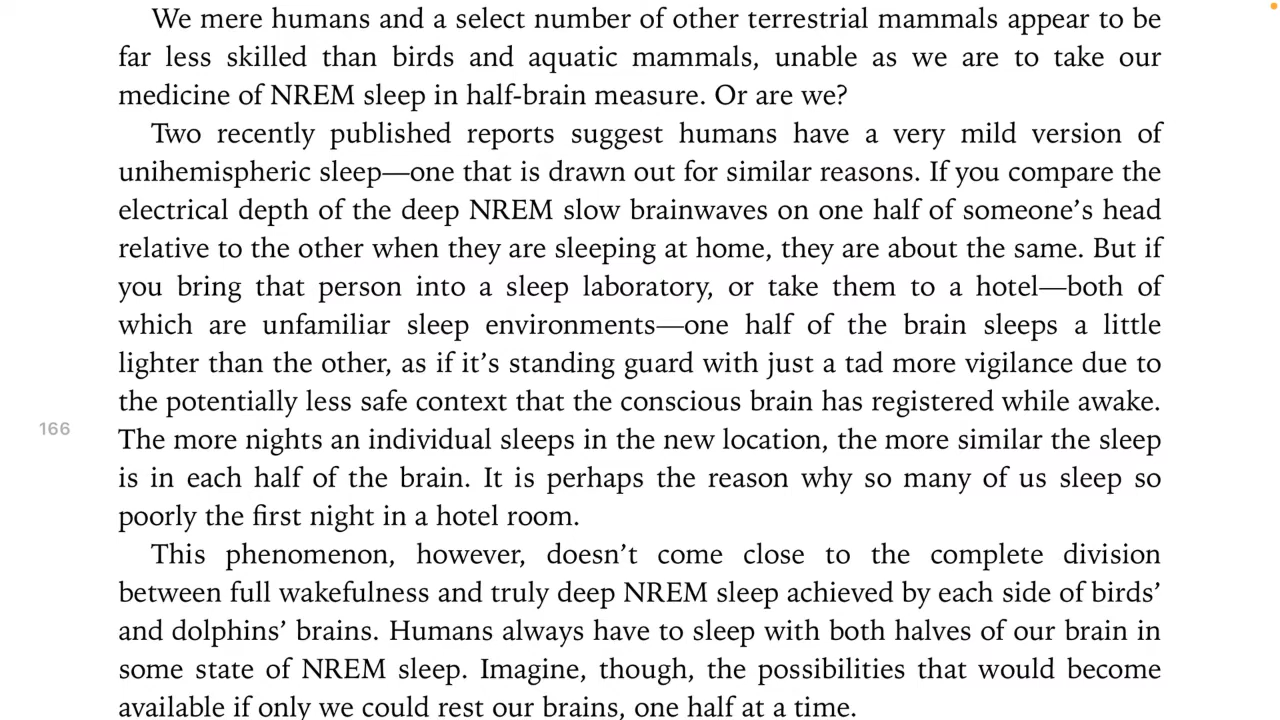 We mere humans and a select number of other terrestrial mammals appear to be
far less skilled than birds and aquatic mammals, unable as we are to take our
medicine of NREM sleep in half-brain measure. Or are we?
Two recently published reports suggest humans have a very mild version of
unihemispheric sleep—one that is drawn out for similar reasons. If you compare the
electrical depth of the deep NREM slow brainwaves on one half of someone’s head
relative to the other when they are sleeping at home, they are about the same. But if
you bring that person into a sleep laboratory, or take them to a hotel—both of
which are unfamiliar sleep environments—one half of the brain sleeps a little
lighter than the other, as if it’s standing guard with just a tad more vigilance due to
the potentially less safe context that the conscious brain has registered while awake.
166
The more nights an individual sleeps in the new location, the more similar the sleep
is in each half of the brain. It is perhaps the reason why so many of us sleep so
poorly the first night in a hotel room.
This phenomenon, however, doesn’t come close to the complete division
between full wakefulness and truly deep NREM sleep achieved by each side of birds’
and dolphins’ brains. Humans always have to sleep with both halves of our brain in
some state of NREM sleep. Imagine, though, the possibilities that would become
available if only we could rest our brains, one half at a time.